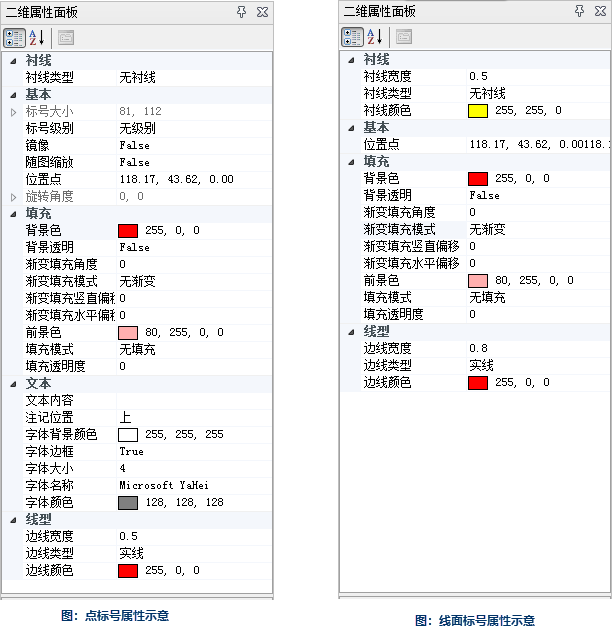 二维属性面板
衬线
衬线类型 无衬线
基本
标号大小 81, 112
标号级别 无级别
镜像 False
随图缩放 False
位置点 118.17, 43.62, 0.00
旋转角度 0, 0
填充
背景色 255, 0, 0
背景透明 False
渐变填充角度 0
渐变填充模式 无渐变
渐变填充竖直偏移 0
渐变填充水平偏移 0
前景色 80, 255, 0, 0
填充模式 无填充
填充透明度 0
文本
文本内容
注记位置 上
字体背景颜色 255, 255, 255
字体边框 True
字体大小 4
字体名称 Microsoft YaHei
字体颜色 128, 128, 128
线型
边线宽度 0.5
边线类型 实线
边线颜色 255, 0, 0
图：点标号属性示意
二维属性面板
衬线
衬线宽度 0.5
衬线类型 无衬线
衬线颜色 255, 255, 0
基本
位置点 118.17, 43.62, 0.00118.1
填充
背景色 255, 0, 0
背景透明 False
渐变填充角度 0
渐变填充模式 无渐变
渐变填充竖直偏移 0
渐变填充水平偏移 0
前景色 80, 255, 0, 0
填充模式 无填充
填充透明度 0
线型
边线宽度 0.8
边线类型 实线
边线颜色 255, 0, 0
图：线面标号属性示意